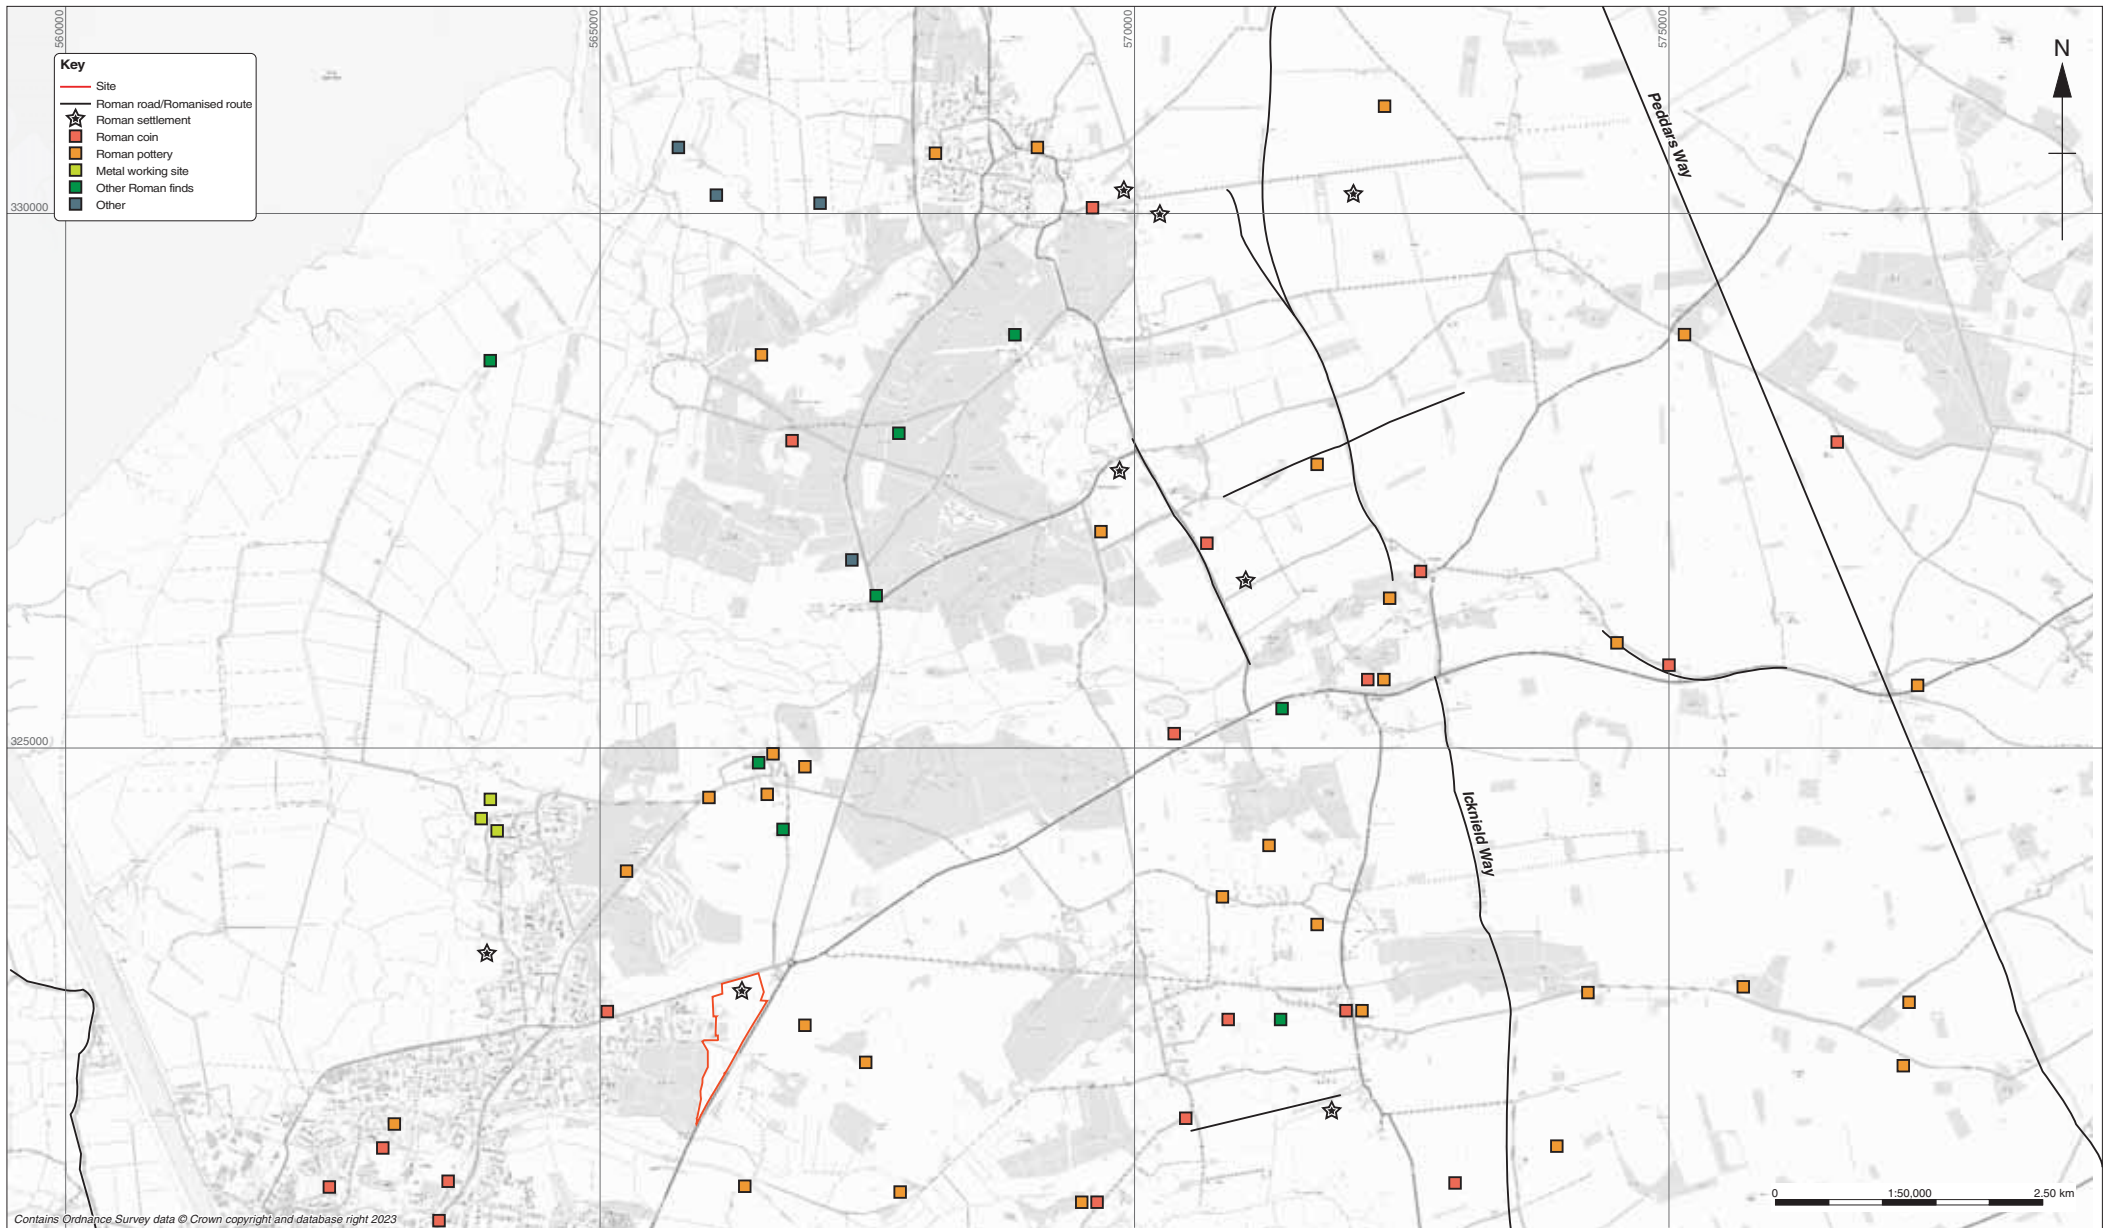 560000
565000
570000
575000
Key
Site
Roman road/Romanised route
Roman settlement
Roman coin
Roman pottery
Metal working site
Other Roman finds
Other
N
Peddars Way
330000
325000
Icknield Way
0 1:50,000 2.50 km
Contains Ordnance Survey data © Crown copyright and database right 2023